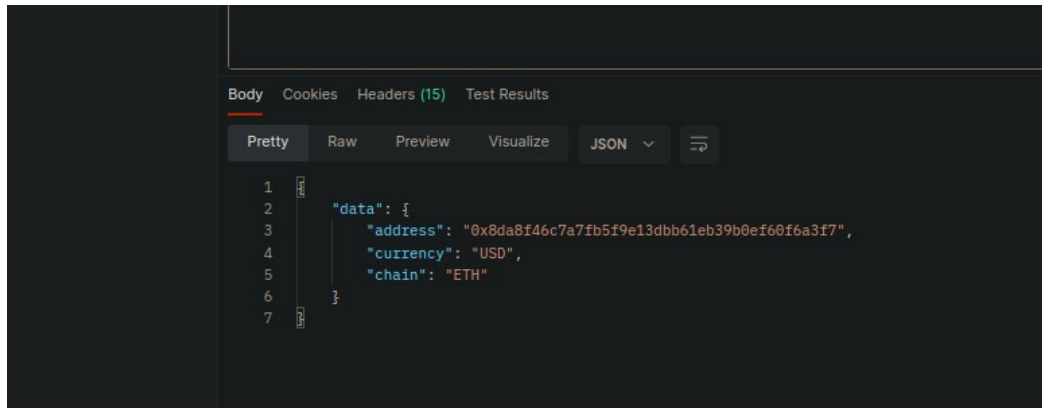 Body Cookies Headers (15) Test Results
Pretty Raw Preview Visualize JSON
1 {
2 "data": {
3 "address": "0x8da8f46c7a7fb5f9e13dbb61eb39b0ef60f6a3f7",
4 "currency": "USD",
5 "chain": "ETH"
6 }
7 }